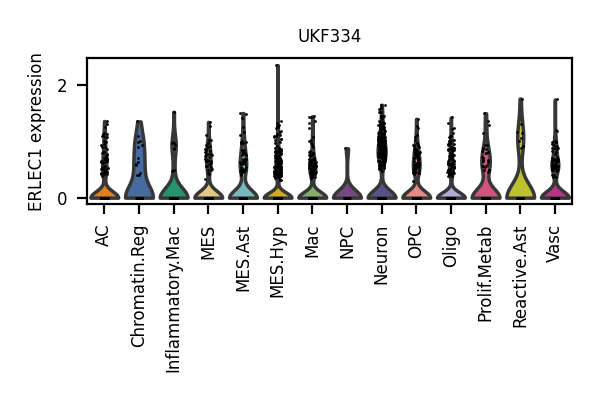 UKF334
ERLEC1 expression
2
0
AC
Chromatin.Reg
Inflammatory.Mac
MES
MES.Ast
MES.Hyp
Mac
NPC
Neuron
OPC
Oligo
Prolif.Metab
Reactive.Ast
Vasc